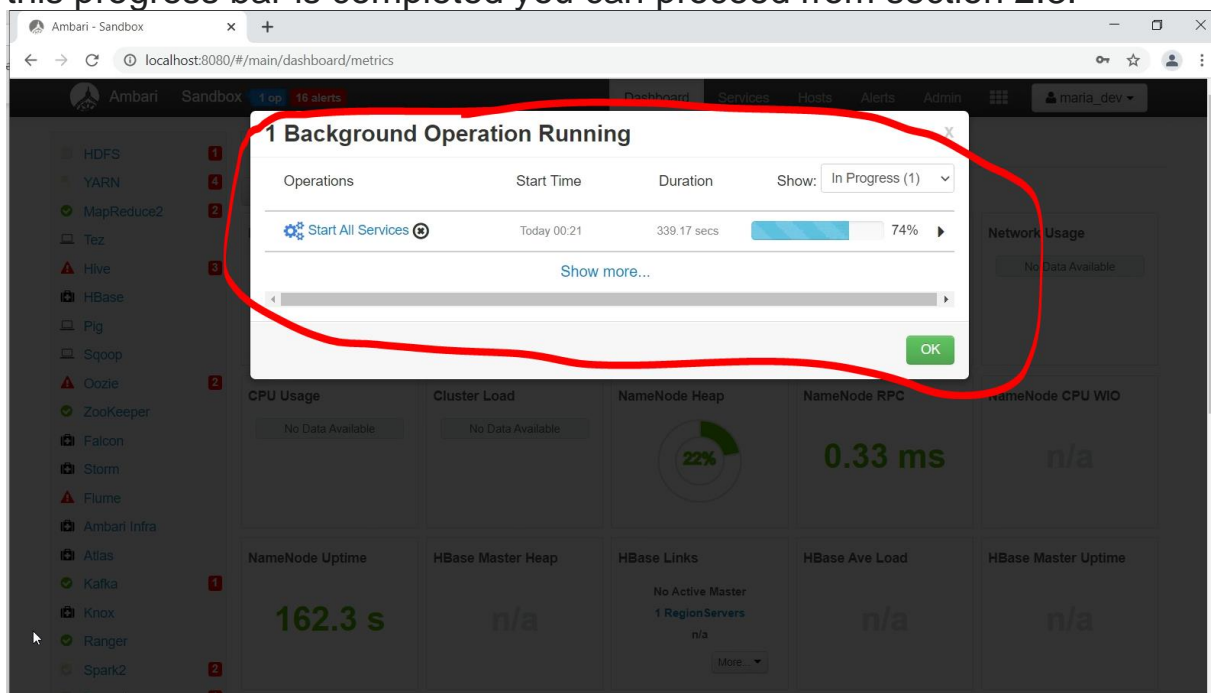 this progress bar is completed you can proceed from section 2.3.
Ambari - Sandbox
localhost:8080/#/main/dashboard/metrics
Ambari Sandbox 1 op 16 alerts Dashboard Services Hosts Alerts Admin maria_dev
1 Background Operation Running X
Operations Start Time Duration Show: In Progress (1)
Start All Services Today 00:21 339.17 secs 74%
Show more...
OK
HDFS 1
YARN 4
MapReduce2 2
Tez
Hive 3
HBase
Pig
Sqoop
Oozie 2
ZooKeeper
Falcon
Storm
Flume
Ambari Infra
Atlas
Kafka 1
Knox
Ranger
Spark2 2
Network Usage
No Data Available
CPU Usage Cluster Load NameNode Heap NameNode RPC NameNode CPU WIO
No Data Available No Data Available 22% 0.33 ms n/a
NameNode Uptime HBase Master Heap HBase Links HBase Ave Load HBase Master Uptime
No Active Master
1 RegionServers
162.3 s n/a n/a n/a n/a
More...